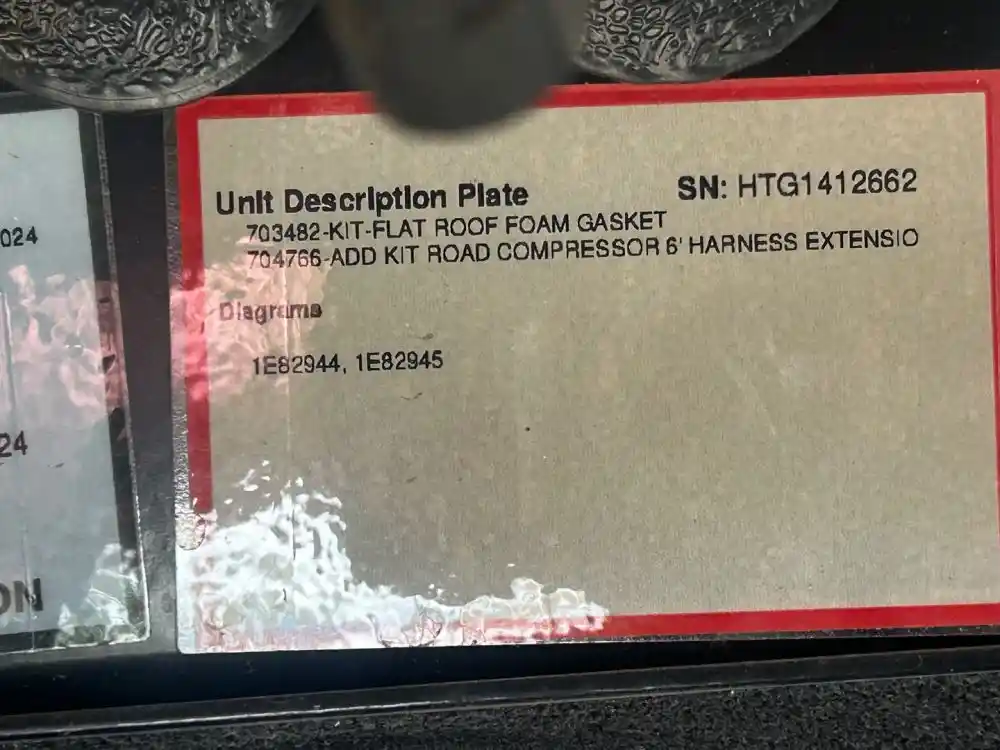 Unit Description Plate
SN: HTG1412662
703482-KIT-FLAT ROOF FOAM GASKET
704766-ADD KIT ROAD COMPRESSOR 6' HARNESS EXTENSIO
Diagrams
1E82944, 1E82945
024
24
ON